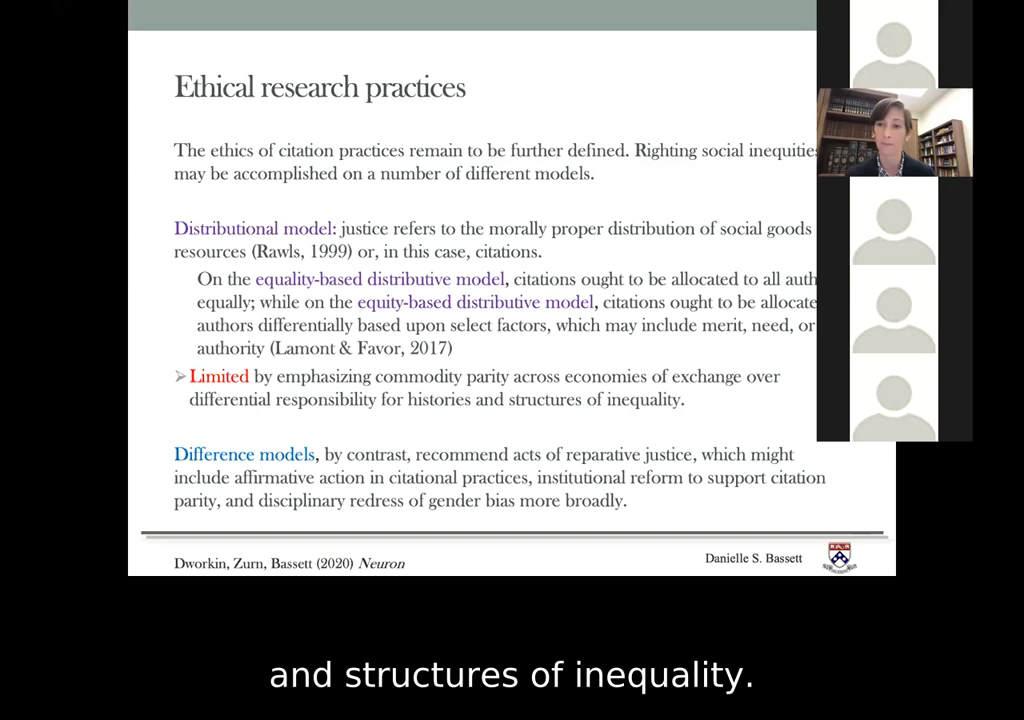 Ethical research practices
The ethics of citation practices remain to be further defined. Righting social inequities
may be accomplished on a number of different models.
Distributional model: justice refers to the morally proper distribution of social goods
resources (Rawls, 1999) or, in this case, citations.
On the equality-based distributive model, citations ought to be allocated to all auth
equally; while on the equity-based distributive model, citations ought to be allocate
authors differentially based upon select factors, which may include merit, need, or
authority (Lamont & Favor, 2017)
➢Limited by emphasizing commodity parity across economies of exchange over
differential responsibility for histories and structures of inequality.
Difference models, by contrast, recommend acts of reparative justice, which might
include affirmative action in citational practices, institutional reform to support citation
parity, and disciplinary redress of gender bias more broadly.
Dworkin, Zurn, Bassett (2020) Neuron
Danielle S. Bassett
and structures of inequality.